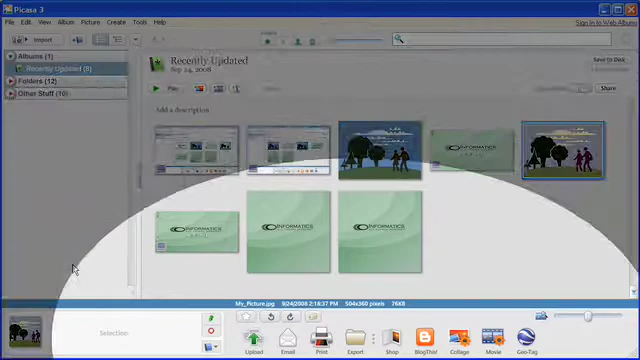 Picasa 3
File Edit View Album Picture Create Tools Help
Sign In to Web Albums
Import
Albums (1)
Recently Updated (8)
Folders (12)
Other Stuff (10)
Recently Updated
Sep 24, 2008
Save to Disk
Play
Share
Add a description
INFORMATICS
INFORMATICS
My_Picture.jpg 9/24/2008 2:18:37 PM 504x360 pixels 76KB
Selection
Upload Email Print Export Shop BlogThis! Collage Movie Geo-Tag